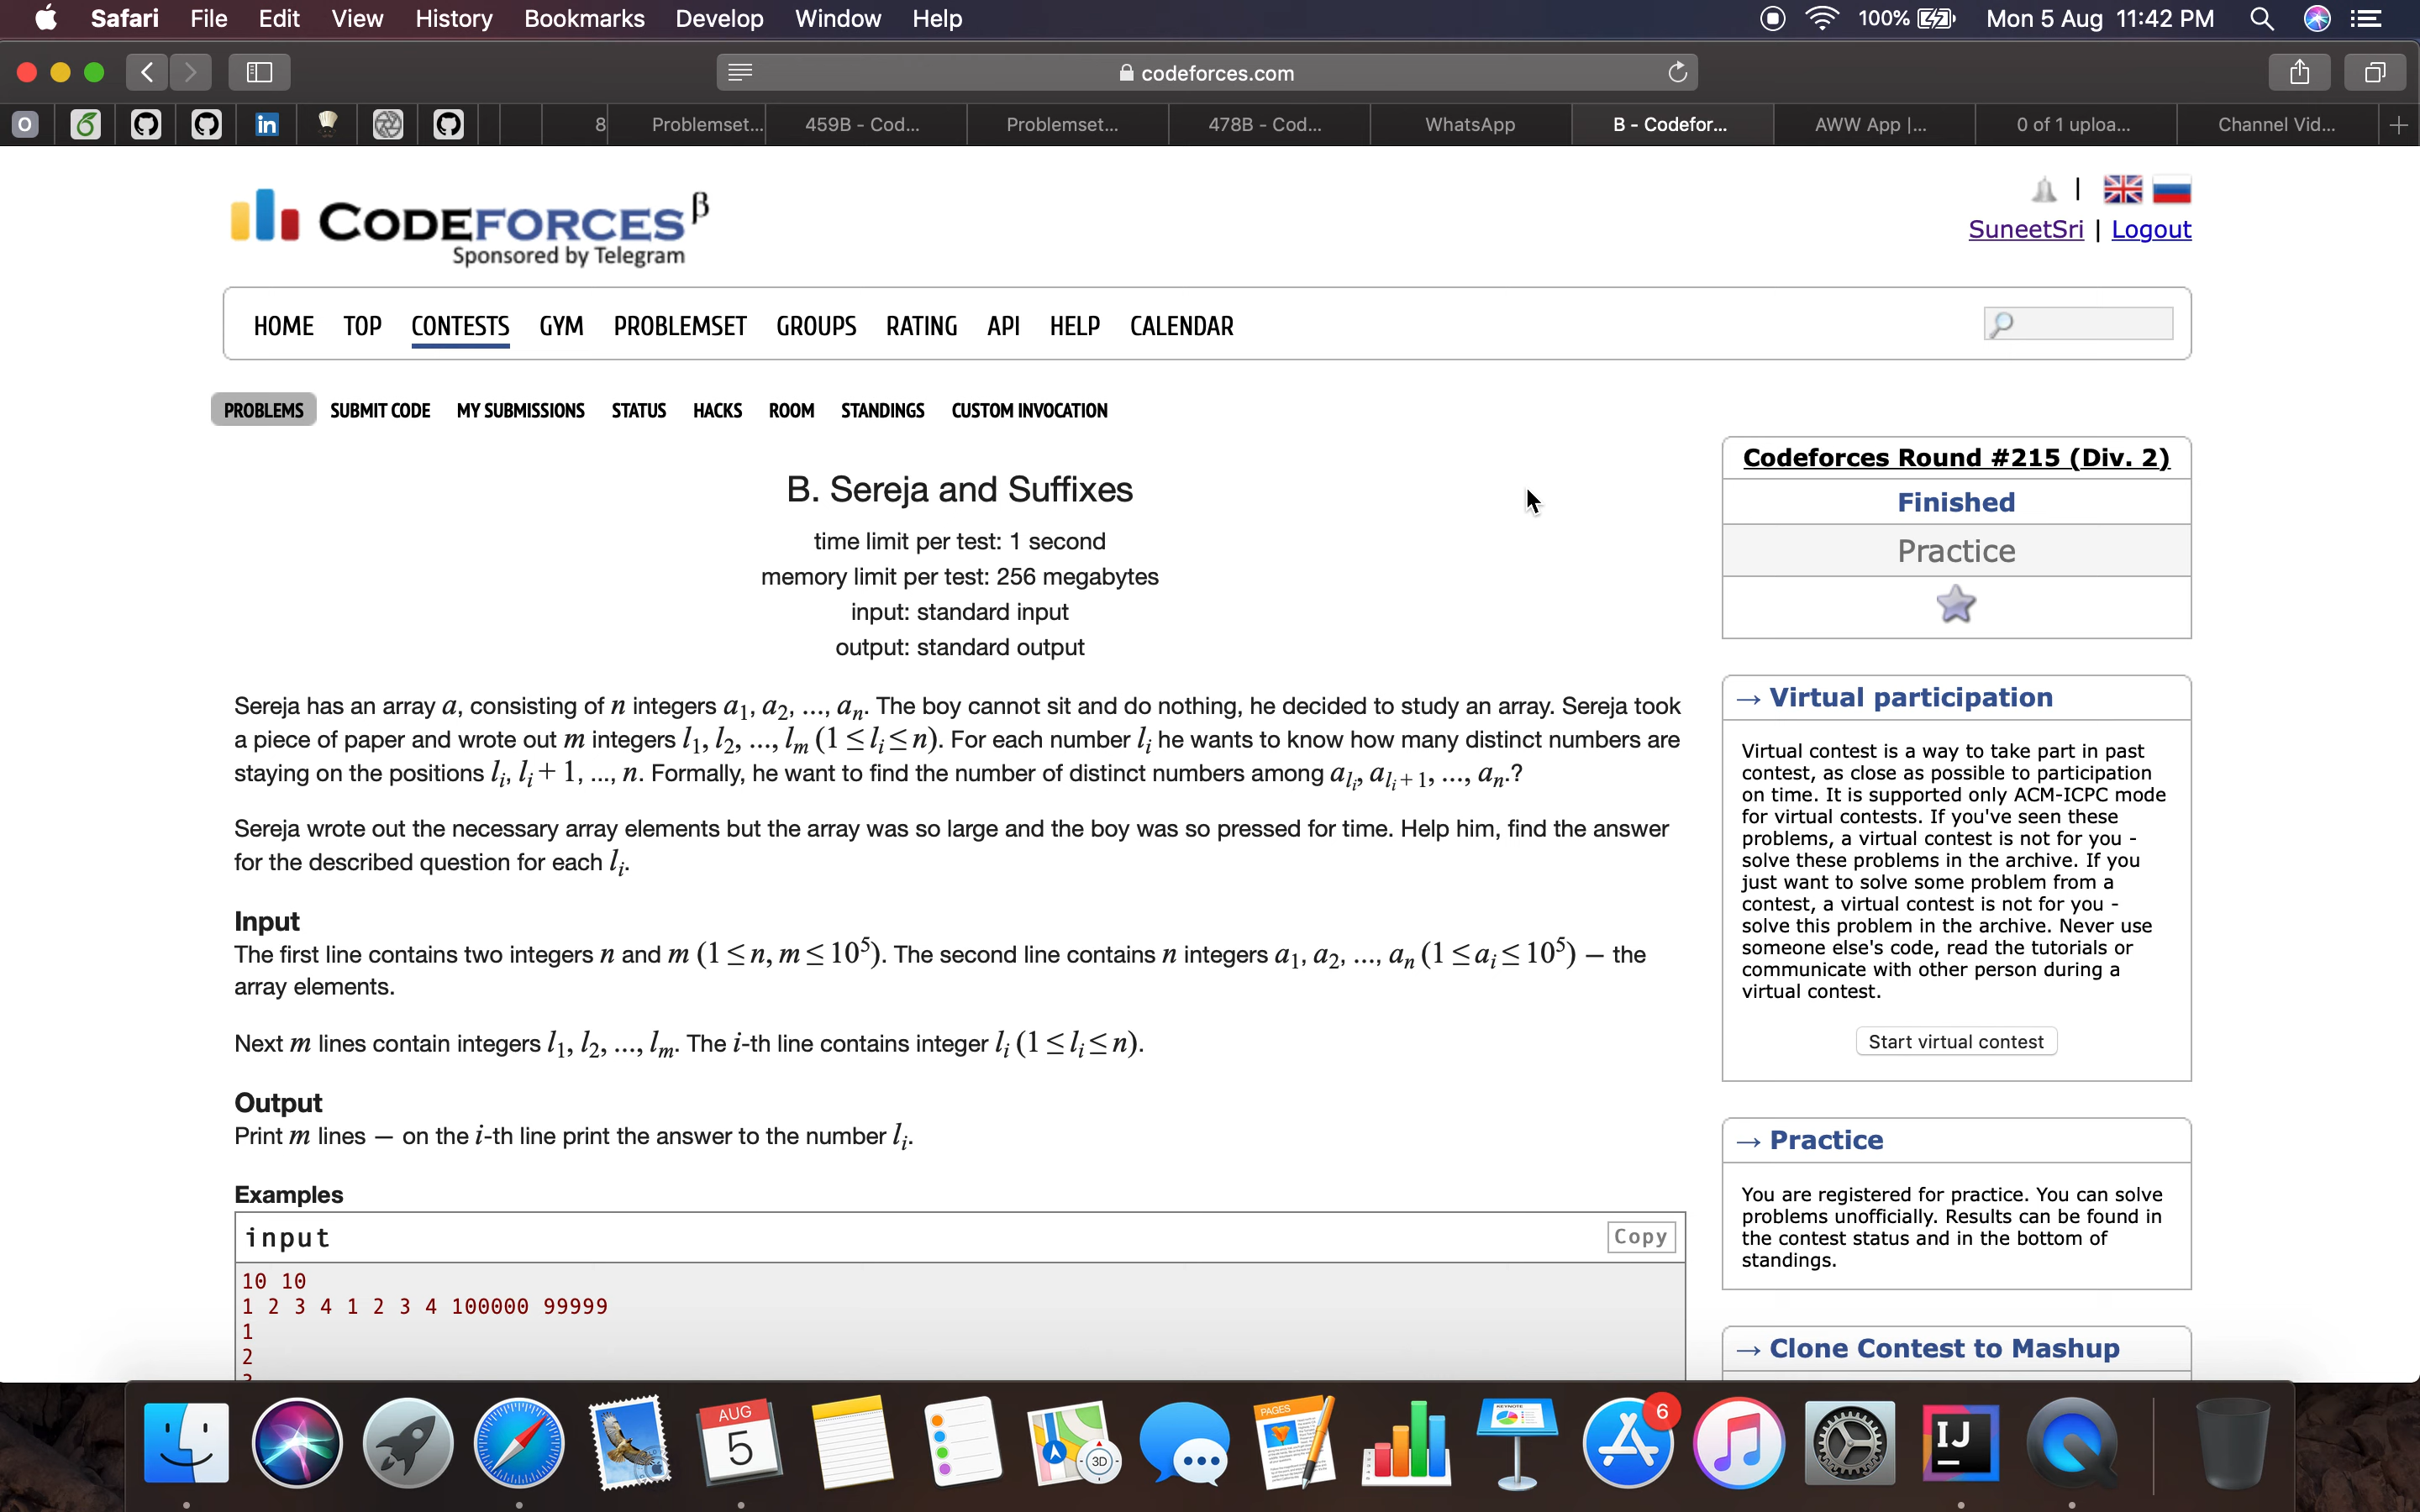 Safari File Edit View History Bookmarks Develop Window Help 100% Mon 5 Aug 11:42 PM
codeforces.com
8 Problemset... 459B - Cod... Problemset... 478B - Cod... WhatsApp B - Codefor... AWW App |... 0 of 1 uploa... Channel Vid...
CODEFORCES β
Sponsored by Telegram
SuneetSri | Logout
HOME TOP CONTESTS GYM PROBLEMSET GROUPS RATING API HELP CALENDAR
PROBLEMS SUBMIT CODE MY SUBMISSIONS STATUS HACKS ROOM STANDINGS CUSTOM INVOCATION
B. Sereja and Suffixes
time limit per test: 1 second
memory limit per test: 256 megabytes
input: standard input
output: standard output
Sereja has an array a, consisting of n integers a1, a2, ..., an. The boy cannot sit and do nothing, he decided to study an array. Sereja took
a piece of paper and wrote out m integers l1, l2, ..., lm (1 ≤ li ≤ n). For each number li he wants to know how many distinct numbers are
staying on the positions li, li + 1, ..., n. Formally, he want to find the number of distinct numbers among ali, ali + 1, ..., an.?
Sereja wrote out the necessary array elements but the array was so large and the boy was so pressed for time. Help him, find the answer
for the described question for each li.
Input
The first line contains two integers n and m (1 ≤ n, m ≤ 10⁵). The second line contains n integers a1, a2, ..., an (1 ≤ ai ≤ 10⁵) — the
array elements.
Next m lines contain integers l1, l2, ..., lm. The i-th line contains integer li (1 ≤ li ≤ n).
Output
Print m lines — on the i-th line print the answer to the number li.
Examples
input
Copy
10 10
1 2 3 4 1 2 3 4 100000 99999
1
2
Codeforces Round #215 (Div. 2)
Finished
Practice
→ Virtual participation
Virtual contest is a way to take part in past
contest, as close as possible to participation
on time. It is supported only ACM-ICPC mode
for virtual contests. If you've seen these
problems, a virtual contest is not for you -
solve these problems in the archive. If you
just want to solve some problem from a
contest, a virtual contest is not for you -
solve this problem in the archive. Never use
someone else's code, read the tutorials or
communicate with other person during a
virtual contest.
Start virtual contest
→ Practice
You are registered for practice. You can solve
problems unofficially. Results can be found in
the contest status and in the bottom of
standings.
→ Clone Contest to Mashup
AUG
5
3D
PAGES
KEYNOTE
6
IJ